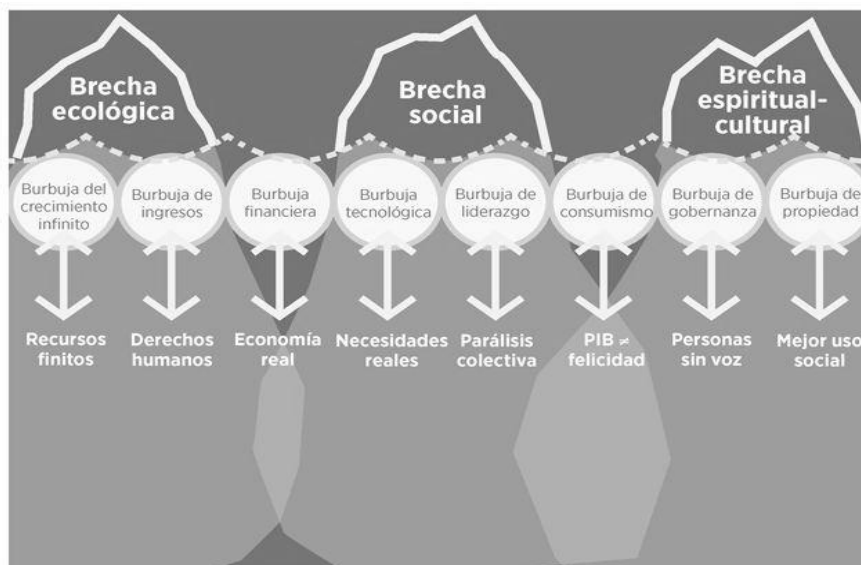 Brecha
ecológica
Brecha
social
Brecha
espiritual-
cultural
Burbuja del
crecimiento
infinito
Burbuja de
ingresos
Burbuja
financiera
Burbuja
tecnológica
Burbuja de
liderazgo
Burbuja de
consumismo
Burbuja de
gobernanza
Burbuja de
propiedad
Recursos
finitos
Derechos
humanos
Economía
real
Necesidades
reales
Parálisis
colectiva
PIB ≠
felicidad
Personas
sin voz
Mejor uso
social